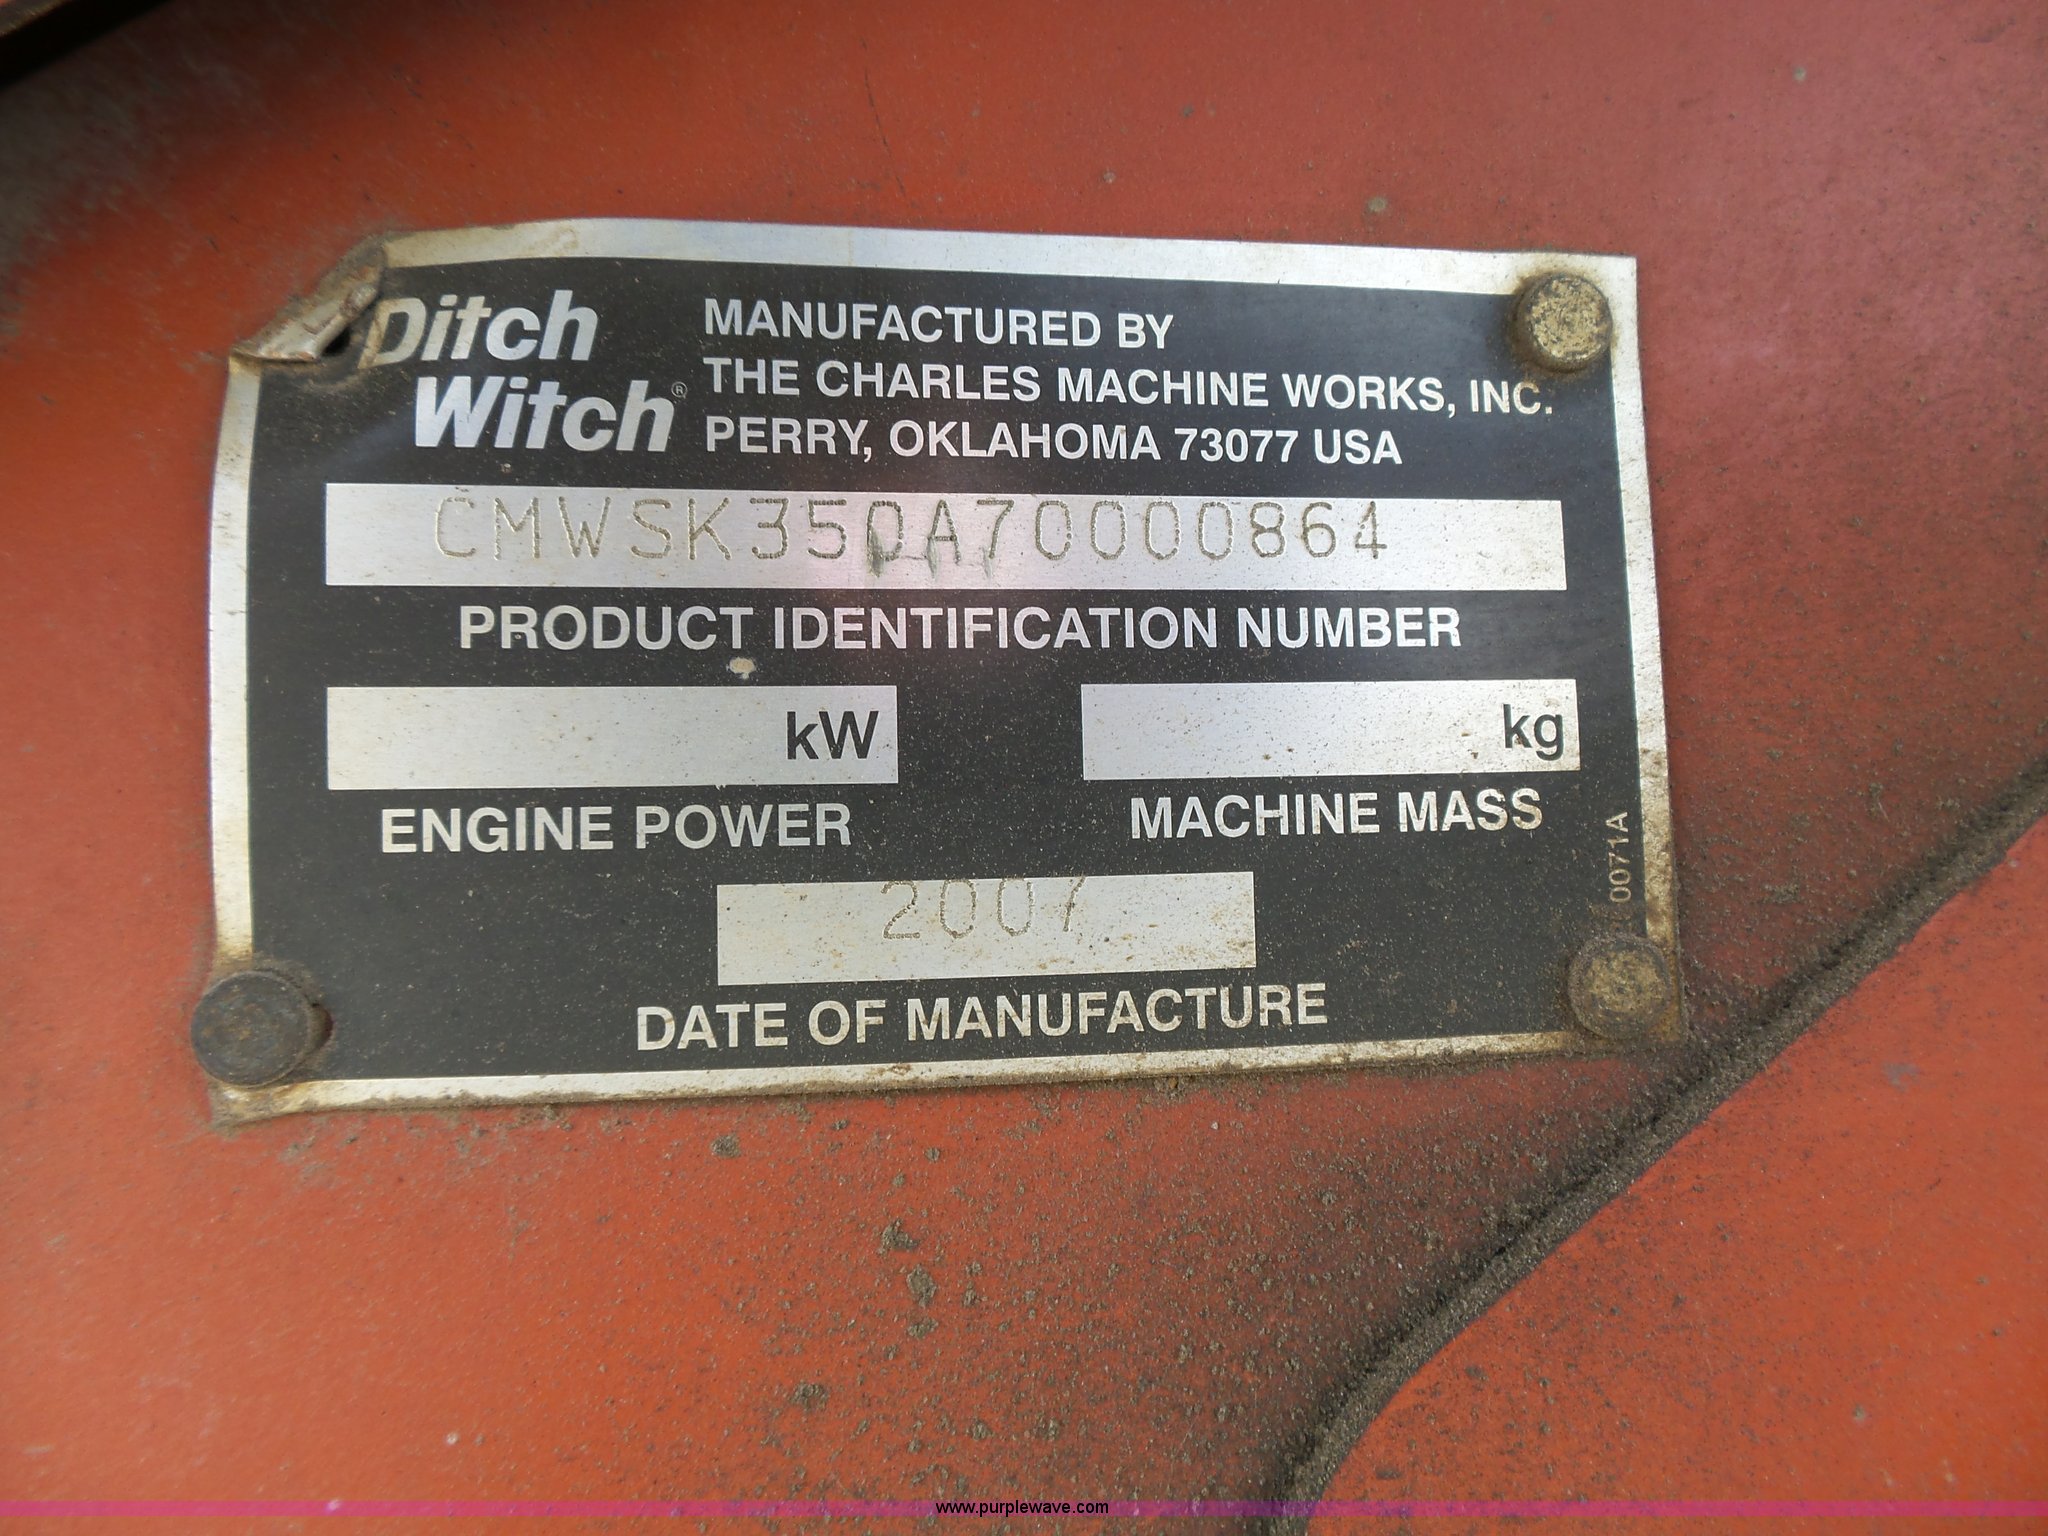 Ditch
Witch®
MANUFACTURED BY
THE CHARLES MACHINE WORKS, INC.
PERRY, OKLAHOMA 73077 USA
CMWSK350A70000864
PRODUCT IDENTIFICATION NUMBER
kW
kg
ENGINE POWER
MACHINE MASS
2007
DATE OF MANUFACTURE
0071A
www.purplewave.com